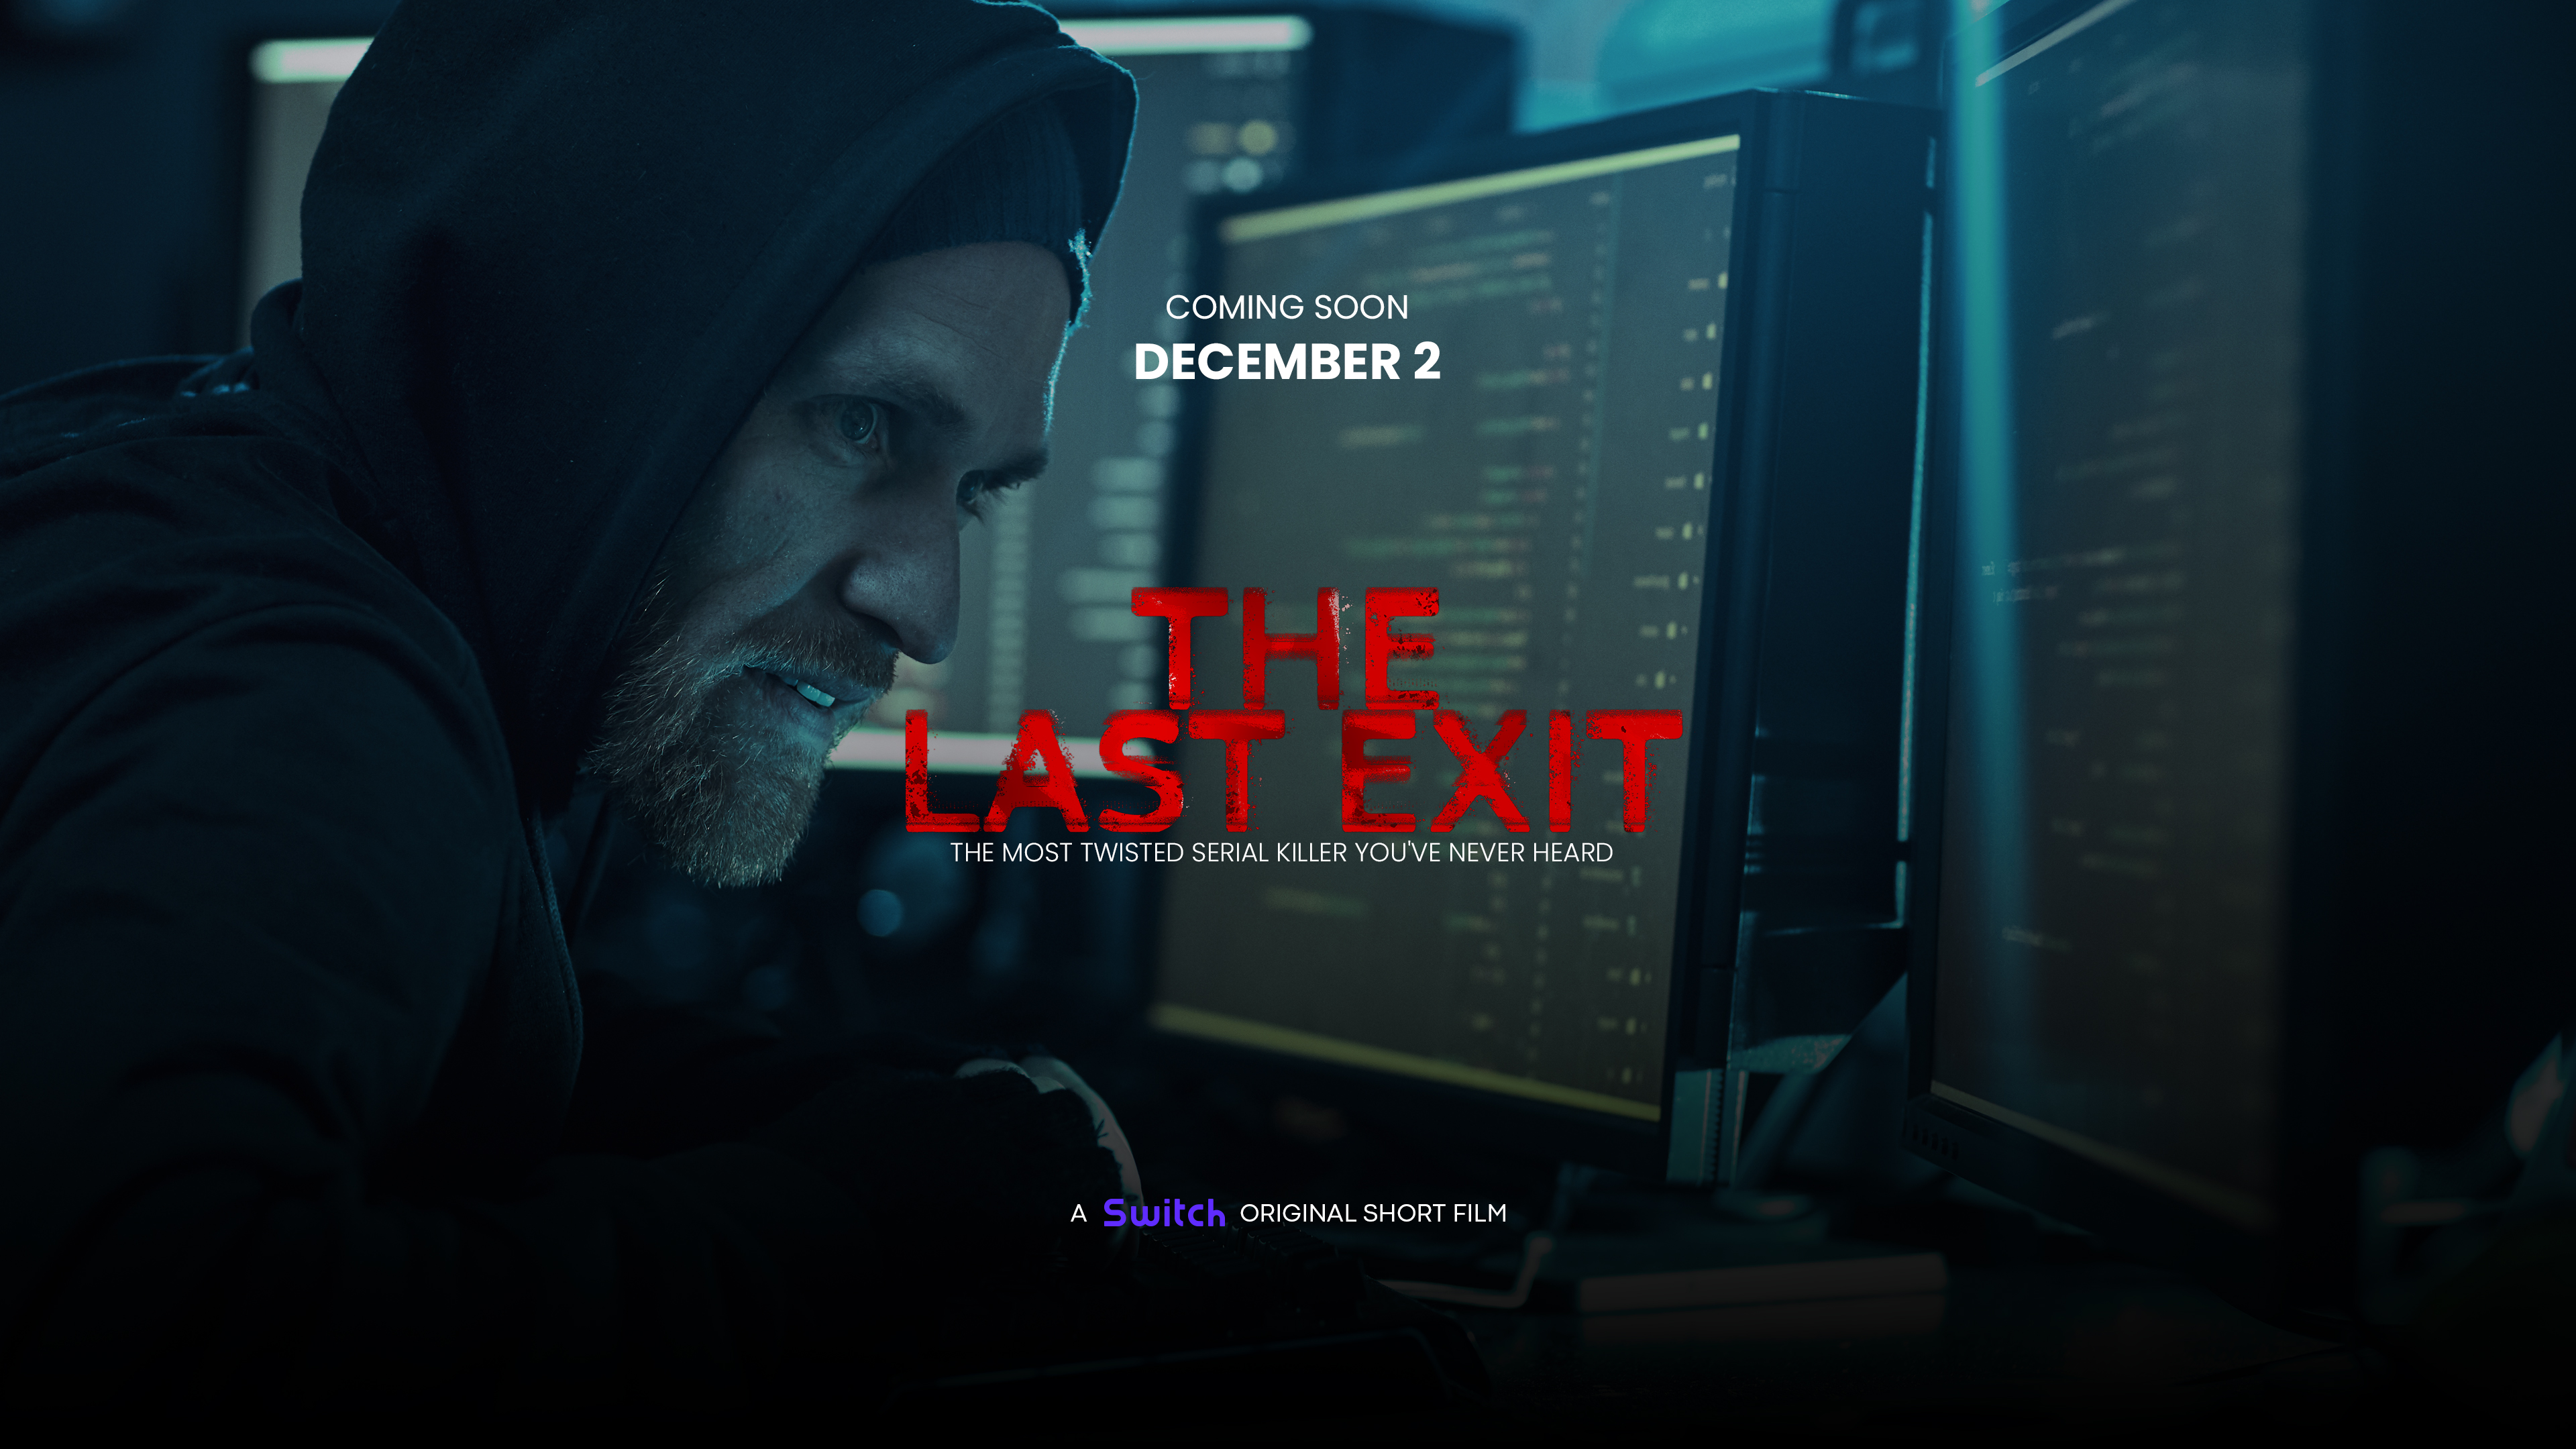 COMING SOON
DECEMBER 2
THE
LAST EXIT
THE MOST TWISTED SERIAL KILLER YOU'VE NEVER HEARD
A Switch ORIGINAL SHORT FILM